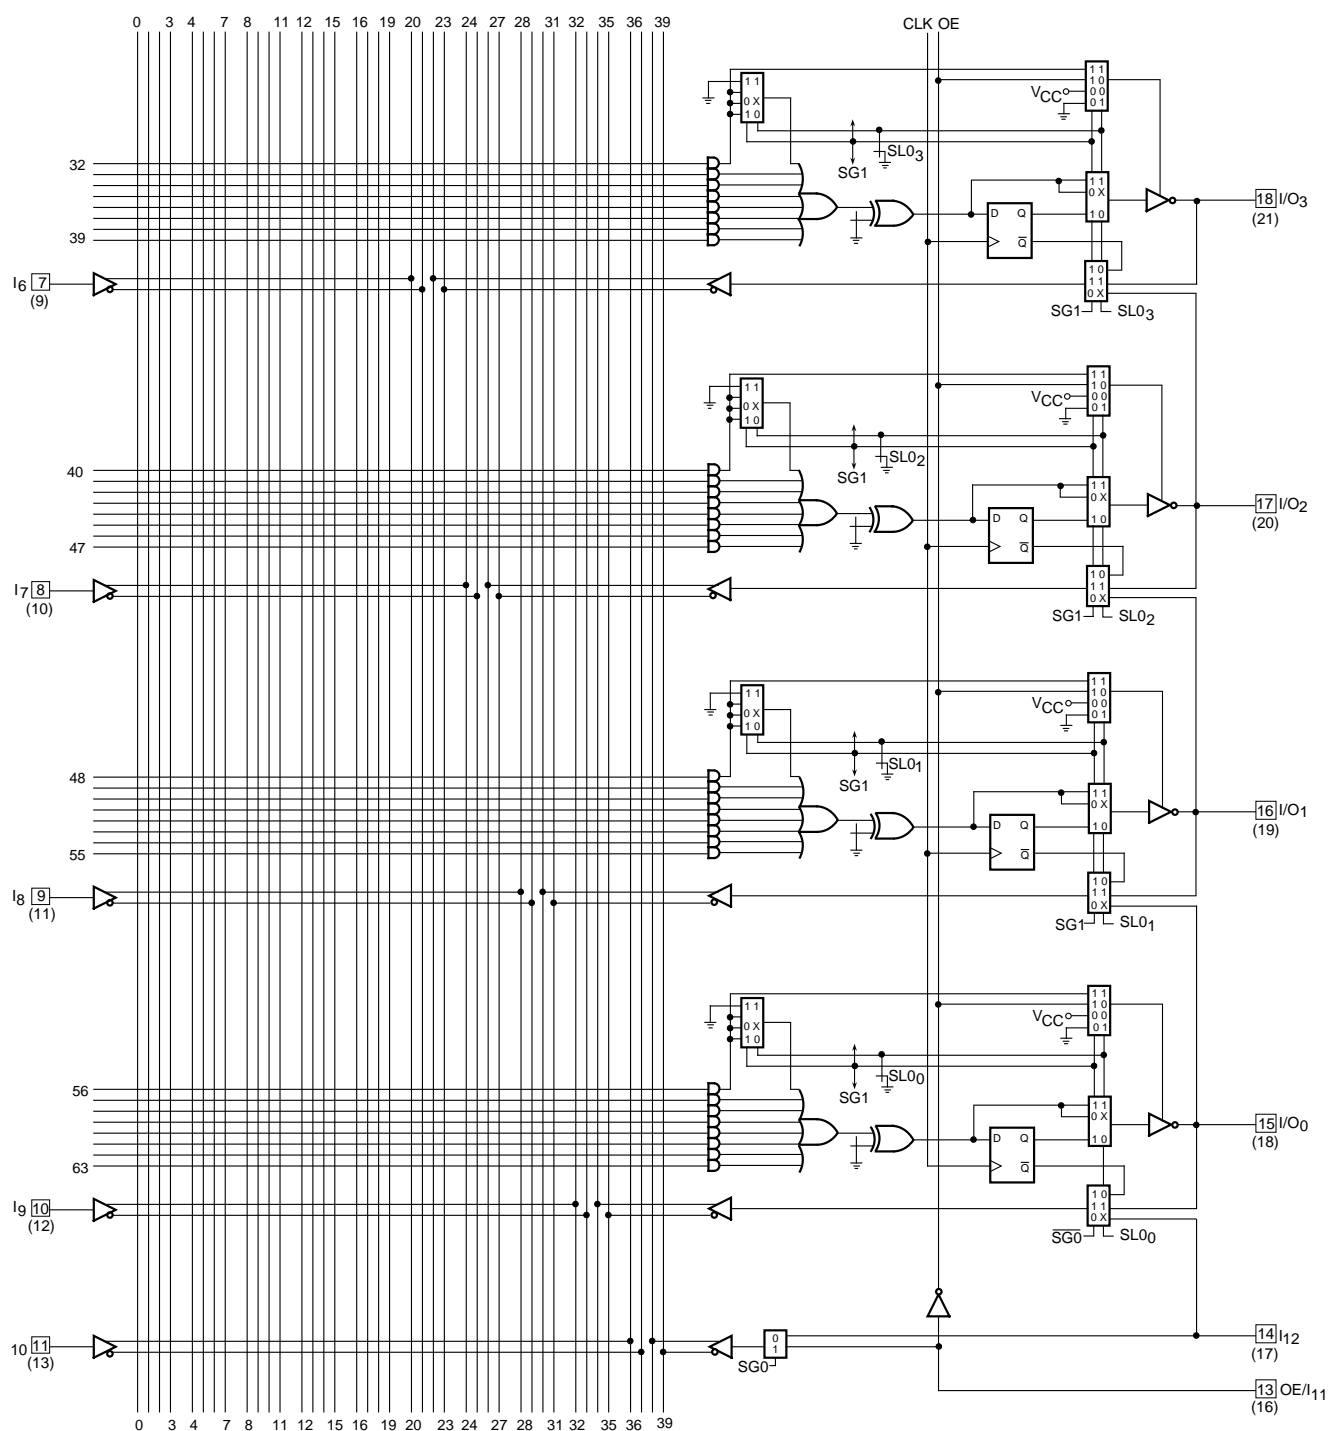 0 3 4 7 8 11 12 15 16 19 20 23 24 27 28 31 32 35 36 39 CLK OE
1 1
1 1
1 0
VCC 0 0
0 X
0 1
1 0
SL03
SG1
32
1 1
0 X
D Q
1 0
18 I/O3
(21)
39
Q
I6 7
(9)
1 0
1 1
0 X
SG1 SL03
1 1
1 1
1 0
VCC 0 0
0 X
0 1
1 0
SL02
SG1
40
1 1
0 X
D Q
1 0
17 I/O2
(20)
47
Q
I7 8
(10)
1 0
1 1
0 X
SG1 SL02
1 1
1 1
1 0
VCC 0 0
0 X
0 1
1 0
SL01
SG1
48
1 1
0 X
D Q
1 0
16 I/O1
(19)
55
Q
I8 9
(11)
1 0
1 1
0 X
SG1 SL01
1 1
1 1
1 0
VCC 0 0
0 X
0 1
1 0
SL00
SG1
56
1 1
0 X
D Q
1 0
15 I/O0
(18)
63
Q
I9 10
(12)
1 0
1 1
0 X
SG0 SL00
10 11
(13)
0
1
SG0
14 I12
(17)
13 OE/I11
(16)
0 3 4 7 8 11 12 15 16 19 20 23 24 27 28 31 32 35 36 39